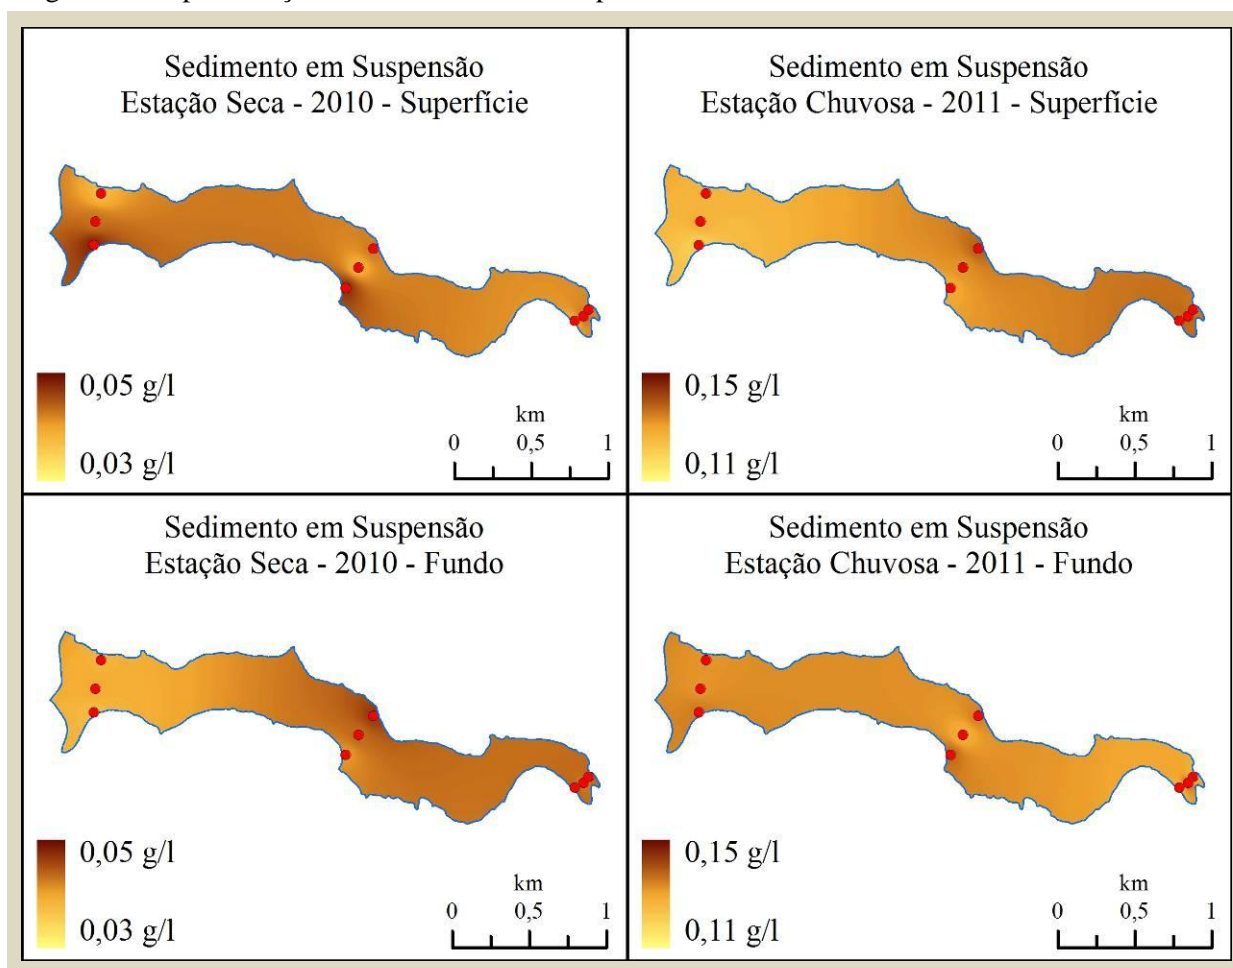 Sedimento em Suspensão
Estação Seca - 2010 - Superfície
0,05 g/l
0,03 g/l
km
0 0,5 1
Sedimento em Suspensão
Estação Chuvosa - 2011 - Superfície
0,15 g/l
0,11 g/l
km
0 0,5 1
Sedimento em Suspensão
Estação Seca - 2010 - Fundo
0,05 g/l
0,03 g/l
km
0 0,5 1
Sedimento em Suspensão
Estação Chuvosa - 2011 - Fundo
0,15 g/l
0,11 g/l
km
0 0,5 1